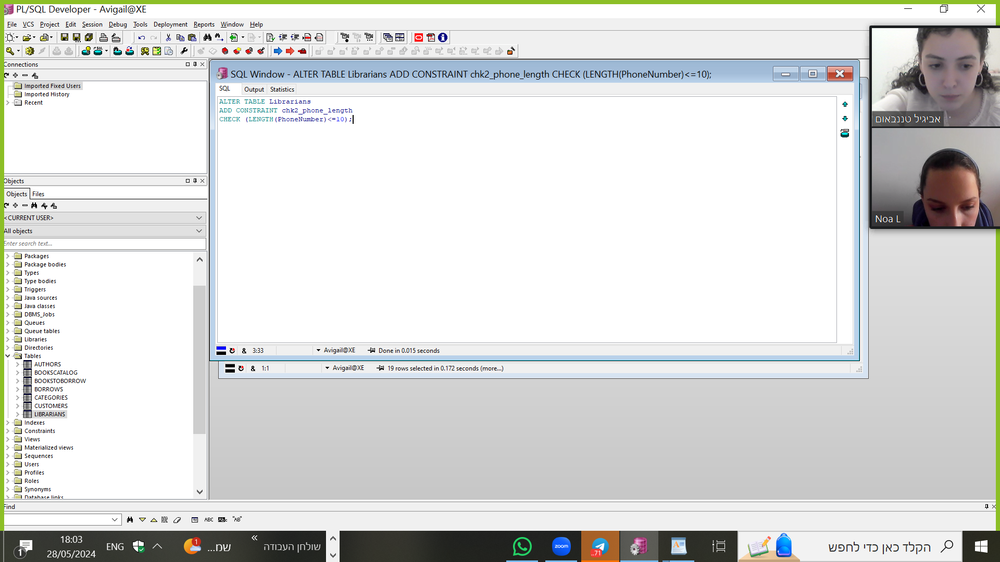 PL/SQL Developer - Avigail@XE
File VCS Project Edit Session Debug Tools Deployment Reports Window Help
Connections
Imported Fixed Users
Imported History
Recent
Objects
Objects Files
<CURRENT USER>
All objects
Enter search text...
Packages
Package bodies
Types
Type bodies
Triggers
Java sources
Java classes
DBMS_Jobs
Queues
Queue tables
Libraries
Directories
Tables
AUTHORS
BOOKSCATALOG
BOOKSTOBORROW
BORROWS
CATEGORIES
CUSTOMERS
LIBRARIANS
Indexes
Constraints
Views
Materialized views
Sequences
Users
Profiles
Roles
Synonyms
Database links
SQL Window - ALTER TABLE Librarians ADD CONSTRAINT chk2_phone_length CHECK (LENGTH(PhoneNumber)<=10);
SQL Output Statistics
ALTER TABLE Librarians
ADD CONSTRAINT chk2_phone_length
CHECK (LENGTH(PhoneNumber)<=10);
& 3:33 Avigail@XE Done in 0.015 seconds
& 1:1 Avigail@XE 19 rows selected in 0.172 seconds (more...)
אביגיל טננבאום
Noa L
Find
ABC "AB"
18:03
28/05/2024
1
ENG
1
שמ...
שולחן העבודה
zoom
..71
הקלד כאן כדי לחפש